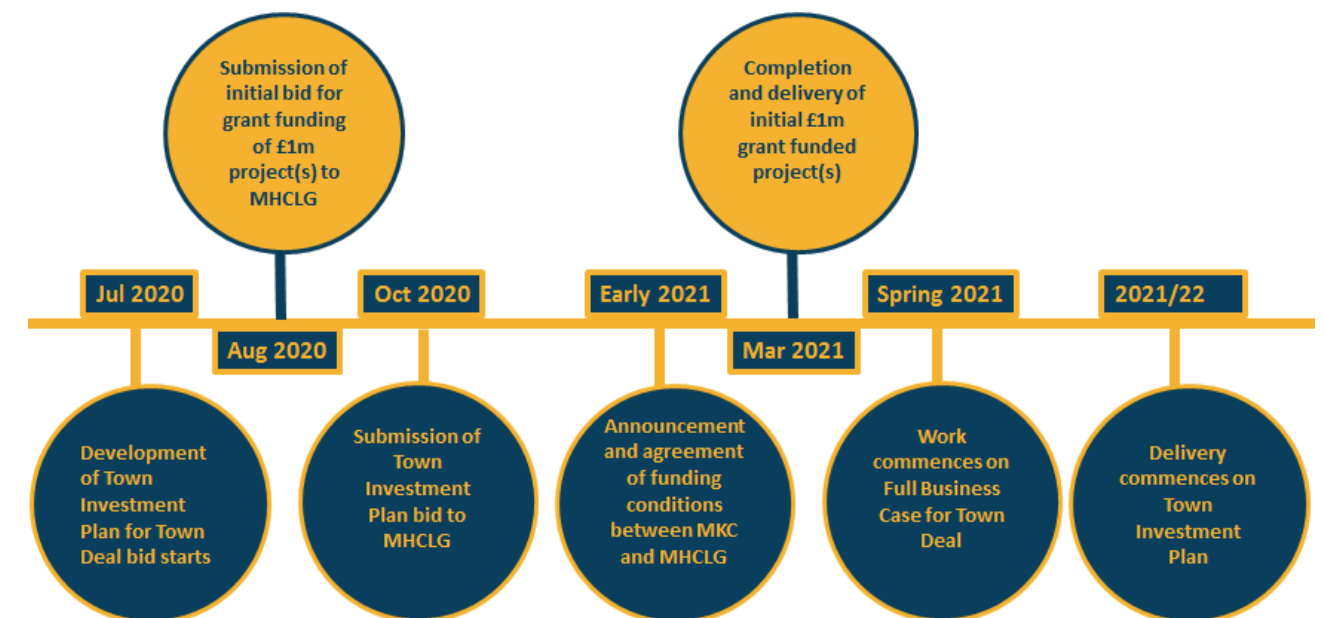 Submission of
initial bid for
grant funding
of £1m
project(s) to
MHCLG
Completion
and delivery of
initial £1m
grant funded
project(s)
Jul 2020
Aug 2020
Oct 2020
Early 2021
Mar 2021
Spring 2021
2021/22
Development
of Town
Investment
Plan for Town
Deal bid starts
Submission of
Town
Investment
Plan bid to
MHCLG
Announcement
and agreement
of funding
conditions
between MKC
and MHCLG
Work
commences on
Full Business
Case for Town
Deal
Delivery
commences on
Town
Investment
Plan